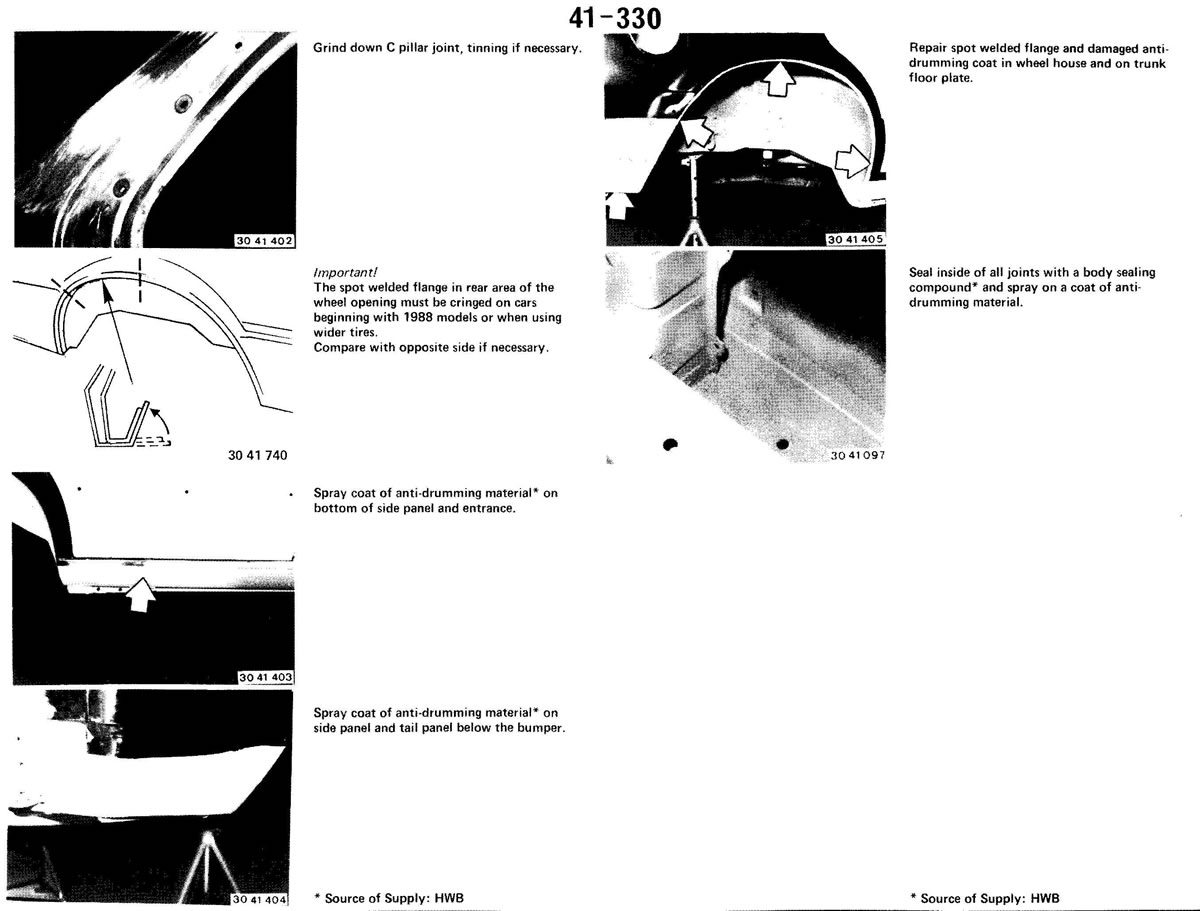 41-330
Grind down C pillar joint, tinning if necessary.
30 41 402
Important!
The spot welded flange in rear area of the
wheel opening must be cringed on cars
beginning with 1988 models or when using
wider tires.
Compare with opposite side if necessary.
30 41 740
Spray coat of anti-drumming material* on
bottom of side panel and entrance.
30 41 403
Spray coat of anti-drumming material* on
side panel and tail panel below the bumper.
30 41 404
* Source of Supply: HWB
Repair spot welded flange and damaged anti-
drumming coat in wheel house and on trunk
floor plate.
30 41 405
Seal inside of all joints with a body sealing
compound* and spray on a coat of anti-
drumming material.
30 41 097
* Source of Supply: HWB